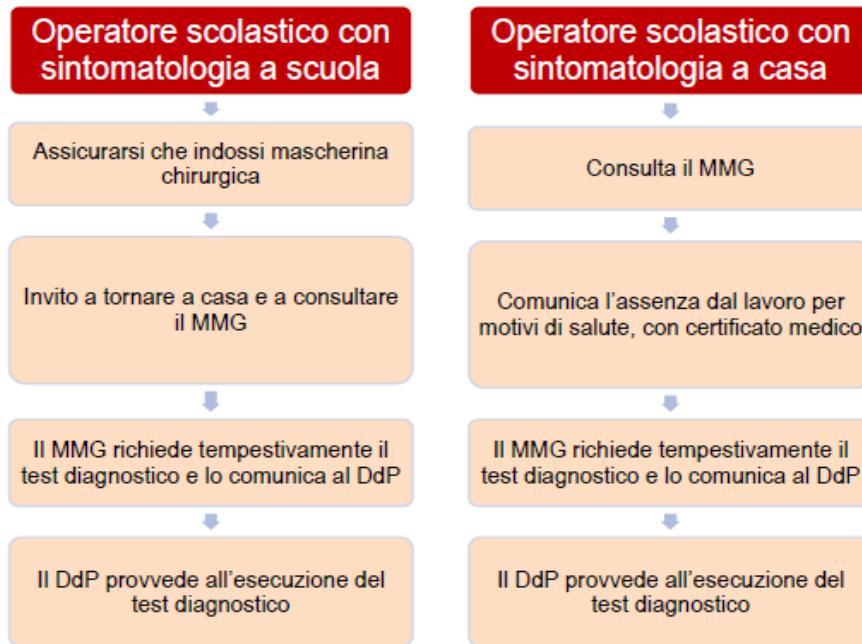 Operatore scolastico con
sintomatologia a scuola
Assicurarsi che indossi mascherina
chirurgica
Invito a tornare a casa e a consultare
il MMG
Il MMG richiede tempestivamente il
test diagnostico e lo comunica al DdP
Il DdP provvede all'esecuzione del
test diagnostico
Operatore scolastico con
sintomatologia a casa
Consulta il MMG
Comunica l'assenza dal lavoro per
motivi di salute, con certificato medico
Il MMG richiede tempestivamente il
test diagnostico e lo comunica al DdP
Il DdP provvede all'esecuzione del
test diagnostico